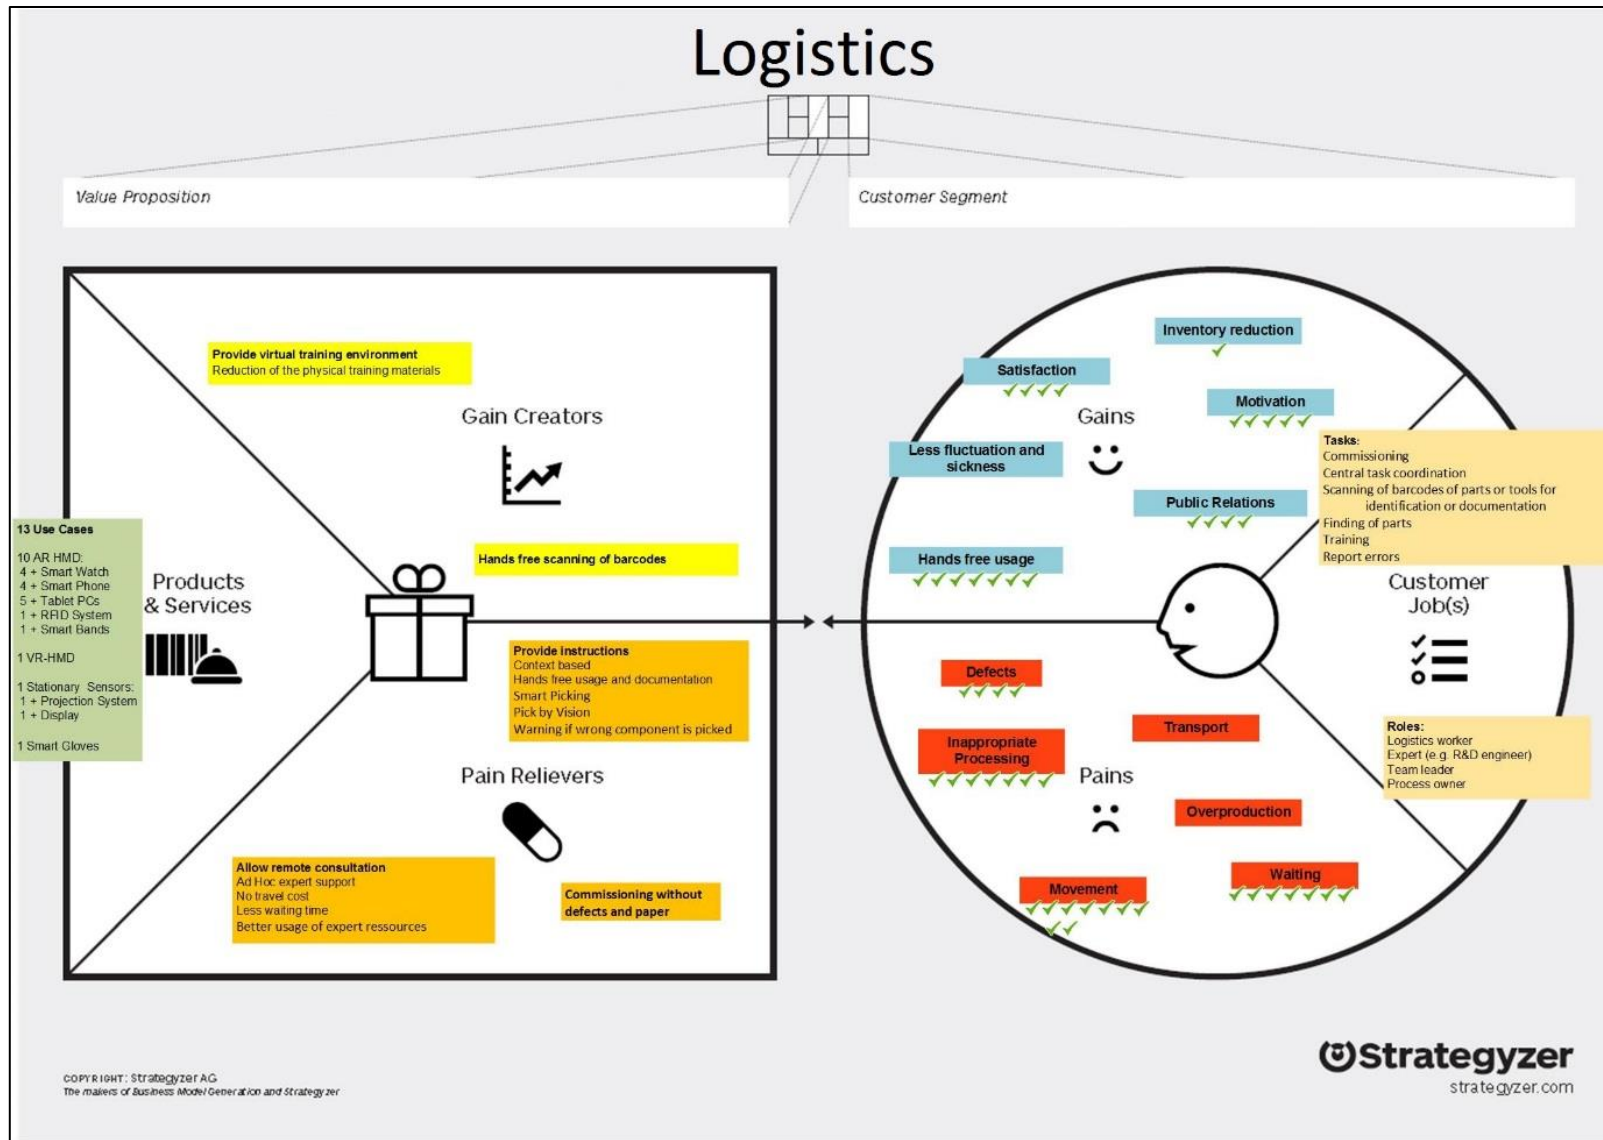 Logistics
Value Proposition
Customer Segment
Provide virtual training environment
Reduction of the physical training materials
Gain Creators
Hands free scanning of barcodes
13 Use Cases
10 AR HMD:
4 + Smart Watch
4 + Smart Phone
5 + Tablet PCs
1 + RFID System
1 + Smart Bands
1 VR-HMD
1 Stationary Sensors:
1 + Projection System
1 + Display
1 Smart Gloves
Products
& Services
Provide instructions
Context based
Hands free usage and documentation
Smart Picking
Pick by Vision
Warning if wrong component is picked
Pain Relievers
Allow remote consultation
Ad Hoc expert support
No travel cost
Less waiting time
Better usage of expert ressources
Commissioning without
defects and paper
Inventory reduction
Satisfaction
Motivation
Gains
Less fluctuation and
sickness
Public Relations
Hands free usage
Tasks:
Commissioning
Central task coordination
Scanning of barcodes of parts or tools for
identification or documentation
Finding of parts
Training
Report errors
Customer
Job(s)
Roles:
Logistics worker
Expert (e.g. R&D engineer)
Team leader
Process owner
Defects
Transport
Inappropriate
Processing
Pains
Overproduction
Waiting
Movement
COPYRIGHT: Strategyzer AG
The makers of Business Model Generation and Strategyzer
Strategyzer
strategyzer.com